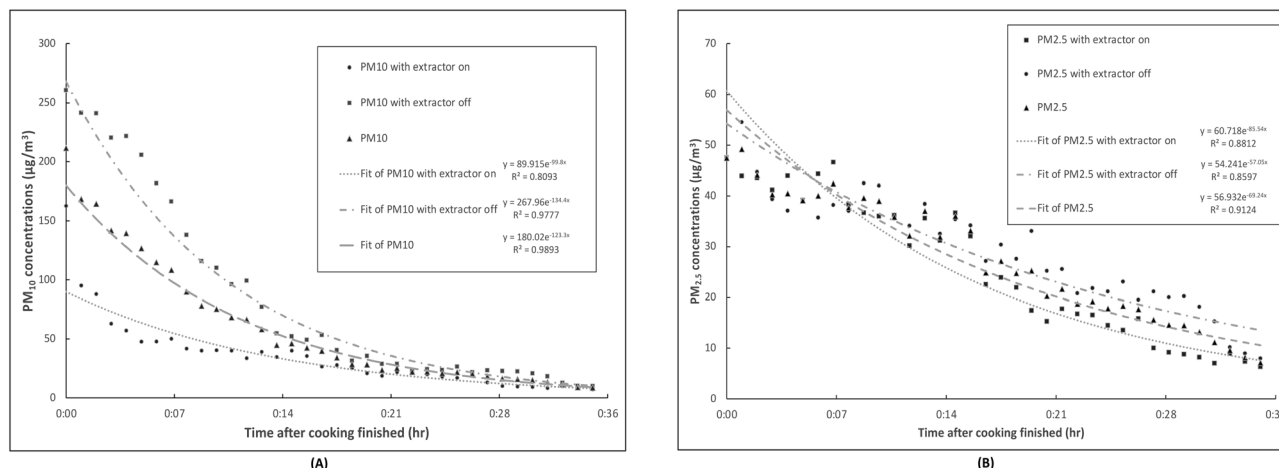 300
250
200
150
100
50
0
PM10 concentrations (µg/m³)
0:00
0:07
0:14
0:21
0:28
0:36
Time after cooking finished (hr)
PM10 with extractor on
PM10 with extractor off
PM10
Fit of PM10 with extractor on
y = 89.915e^-99.8x
R² = 0.8093
Fit of PM10 with extractor off
y = 267.96e^-134.4x
R² = 0.9777
Fit of PM10
y = 180.02e^-123.3x
R² = 0.9893
(A)
70
60
50
40
30
20
10
0
PM2.5 concentrations (µg/m³)
0:00
0:07
0:14
0:21
0:28
Time after cooking finished (hr)
PM2.5 with extractor on
PM2.5 with extractor off
PM2.5
Fit of PM2.5 with extractor on
y = 60.718e^-85.54x
R² = 0.8812
Fit of PM2.5 with extractor off
y = 54.241e^-57.05x
R² = 0.8597
Fit of PM2.5
y = 56.932e^-69.24x
R² = 0.9124
(B)